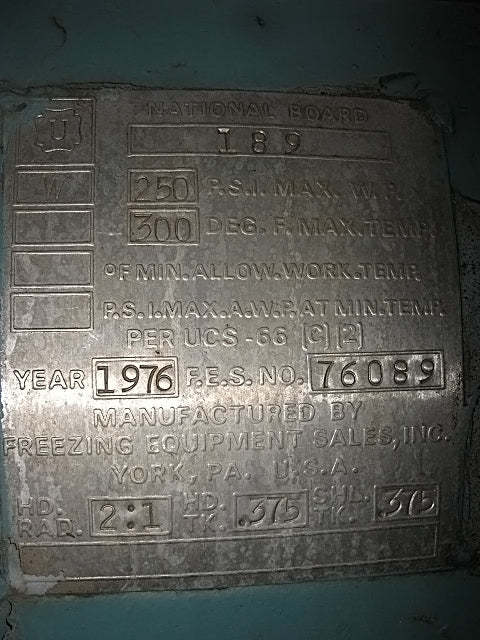 NATIONAL BOARD
U 189
W 250 P.S.I. MAX. W.P.
300 DEG. F. MAX. TEMP.
°F MIN. ALLOW. WORK. TEMP.
P.S.I. MAX. A.W.P. AT MIN. TEMP.
PER UCS-66 [C] [2]
YEAR 1976 F.E.S. NO. 76089
MANUFACTURED BY
FREEZING EQUIPMENT SALES, INC.
YORK, PA. U.S.A.
HD. RAD. 2:1 HD. TK. .375 SHL. TK. .375